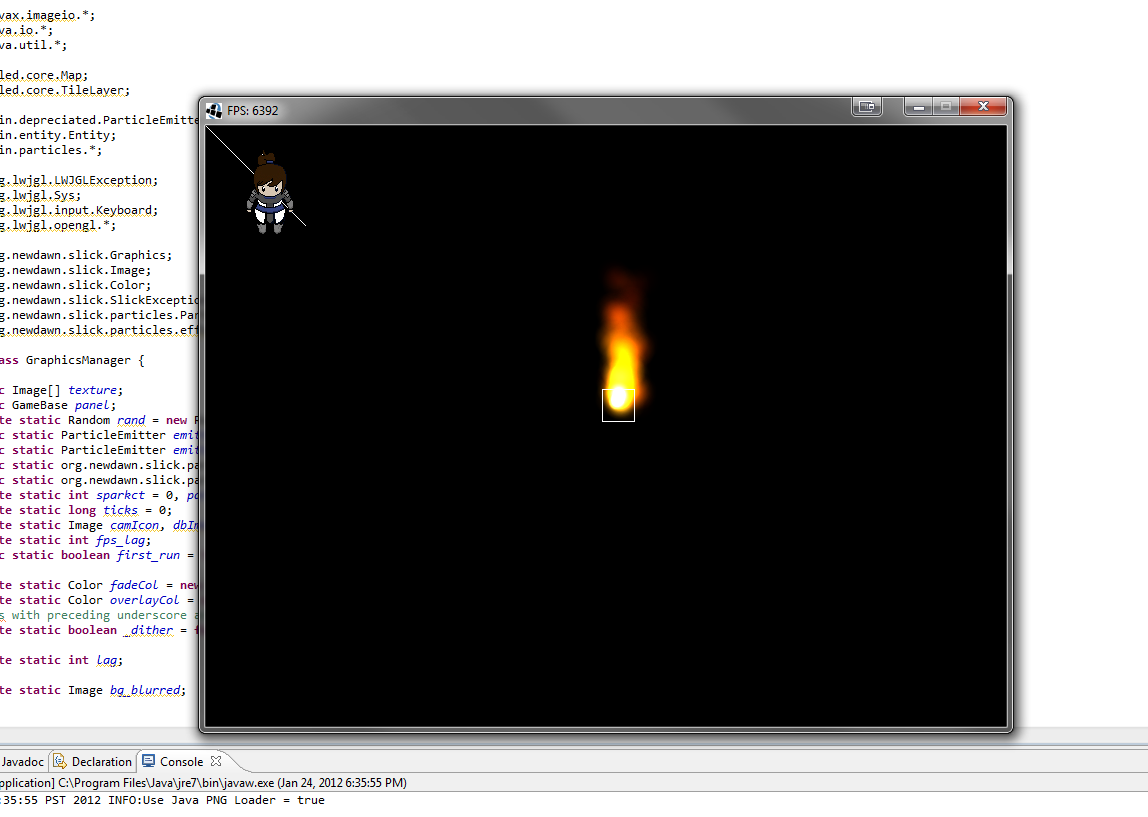 vax.imageio.*;
va.io.*;
va.util.*;
led.core.Map;
led.core.TileLayer;
in.depreciated.ParticleEmitte
in.entity.Entity;
in.particles.*;
g.lwjgl.LWJGLException;
g.lwjgl.Sys;
g.lwjgl.input.Keyboard;
g.lwjgl.opengl.*;
g.newdawn.slick.Graphics;
g.newdawn.slick.Image;
g.newdawn.slick.Color;
g.newdawn.slick.SlickExceptio
g.newdawn.slick.particles.Par
g.newdawn.slick.particles.eff
ass GraphicsManager {
c Image[] texture;
c GameBase panel;
te static Random rand = new R
c static ParticleEmitter emit
c static ParticleEmitter emit
c static org.newdawn.slick.pa
c static org.newdawn.slick.pa
te static int sparkct = 0, pa
te static long ticks = 0;
te static Image camIcon, dbIm
te static int fps_lag;
c static boolean first_run =
te static Color fadeCol = new
te static Color overlayCol =
s with preceding underscore a
te static boolean _dither = f
te static int lag;
te static Image bg_blurred;
FPS: 6392
Javadoc Declaration Console
pplication] C:\Program Files\Java\jre7\bin\javaw.exe (Jan 24, 2012 6:35:55 PM)
:35:55 PST 2012 INFO:Use Java PNG Loader = true